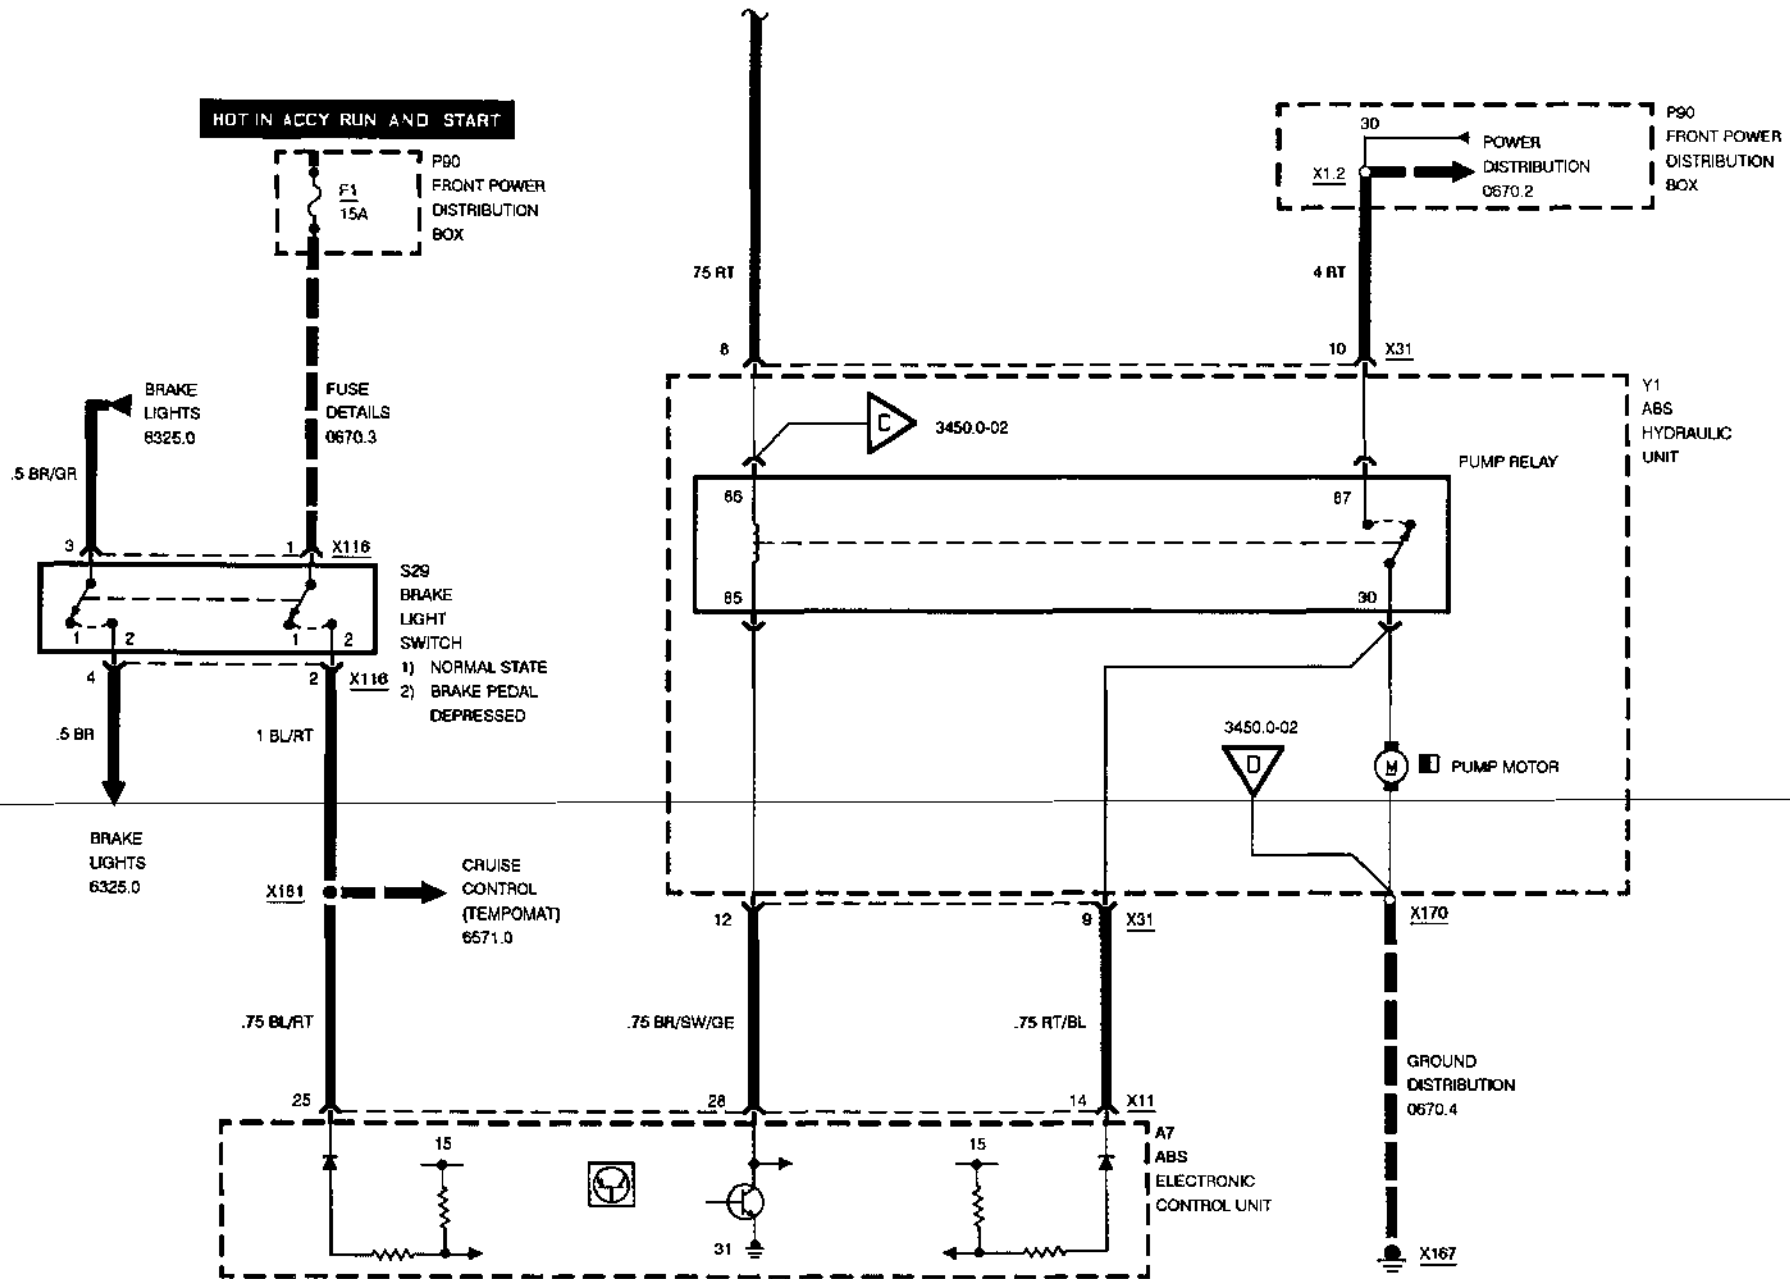 HOT IN ACCY RUN AND START
F1
15A
P90
FRONT POWER
DISTRIBUTION
BOX
P90
FRONT POWER
DISTRIBUTION
BOX
30
POWER
DISTRIBUTION
0670.2
X1.2
75 RT
4 RT
8
10
X31
BRAKE
LIGHTS
6325.0
FUSE
DETAILS
0670.3
.5 BR/GR
C
3450.0-02
Y1
ABS
HYDRAULIC
UNIT
PUMP RELAY
86
87
85
30
3
1
X116
S29
BRAKE
LIGHT
SWITCH
1) NORMAL STATE
2) BRAKE PEDAL
DEPRESSED
1
2
1
2
4
2
X116
.5 BR
1 BL/RT
3450.0-02
D
M
PUMP MOTOR
BRAKE
LIGHTS
6325.0
X181
CRUISE
CONTROL
(TEMPOMAT)
6571.0
12
9
X31
X170
.75 BL/RT
.75 BR/SW/GE
.75 RT/BL
GROUND
DISTRIBUTION
0670.4
25
28
14
X11
A7
ABS
ELECTRONIC
CONTROL UNIT
15
15
31
X167